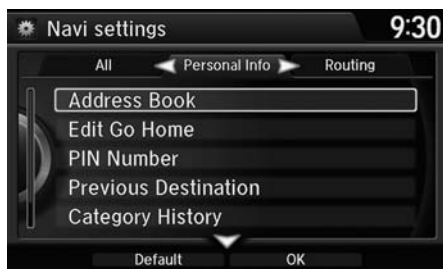 Navi settings 9:30
All Personal Info Routing
Address Book
Edit Go Home
PIN Number
Previous Destination
Category History
Default OK